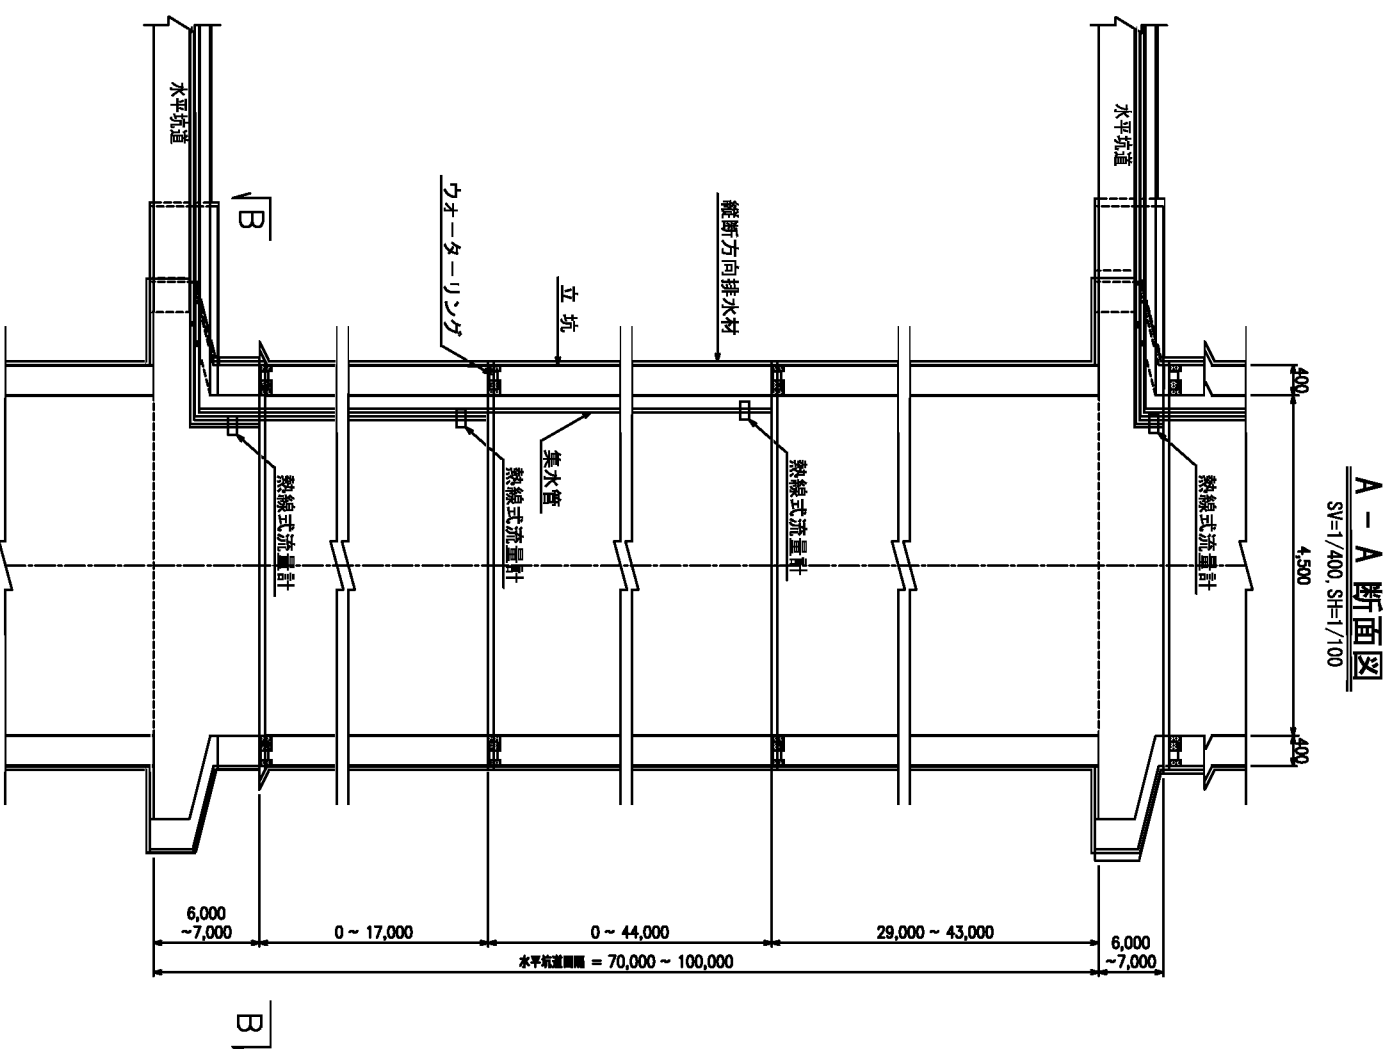 A - A 断面図
SV=1/400, SH=1/100
水平坑道
水平坑道
B
ウォーターリング
立坑
縦断方向排水材
400
4,500
400
熱線式流量計
熱線式流量計
集水管
熱線式流量計
熱線式流量計
6,000
~7,000
0 ~ 17,000
0 ~ 44,000
29,000 ~ 43,000
6,000
~7,000
水平坑道間隔 = 70,000 ~ 100,000
B